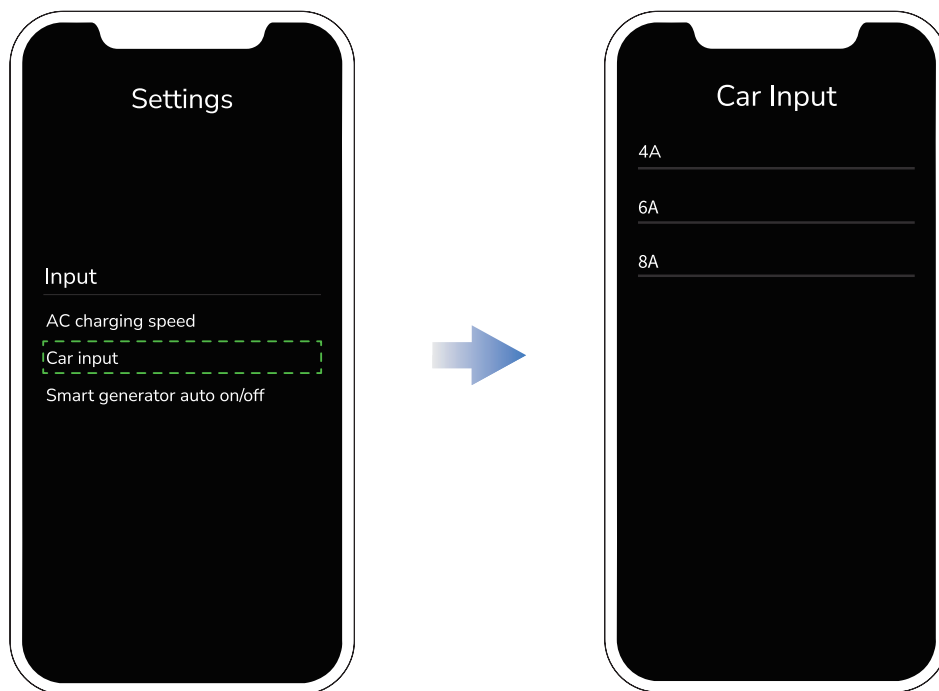 Settings
Input
AC charging speed
Car input
Smart generator auto on/off
Car Input
4A
6A
8A